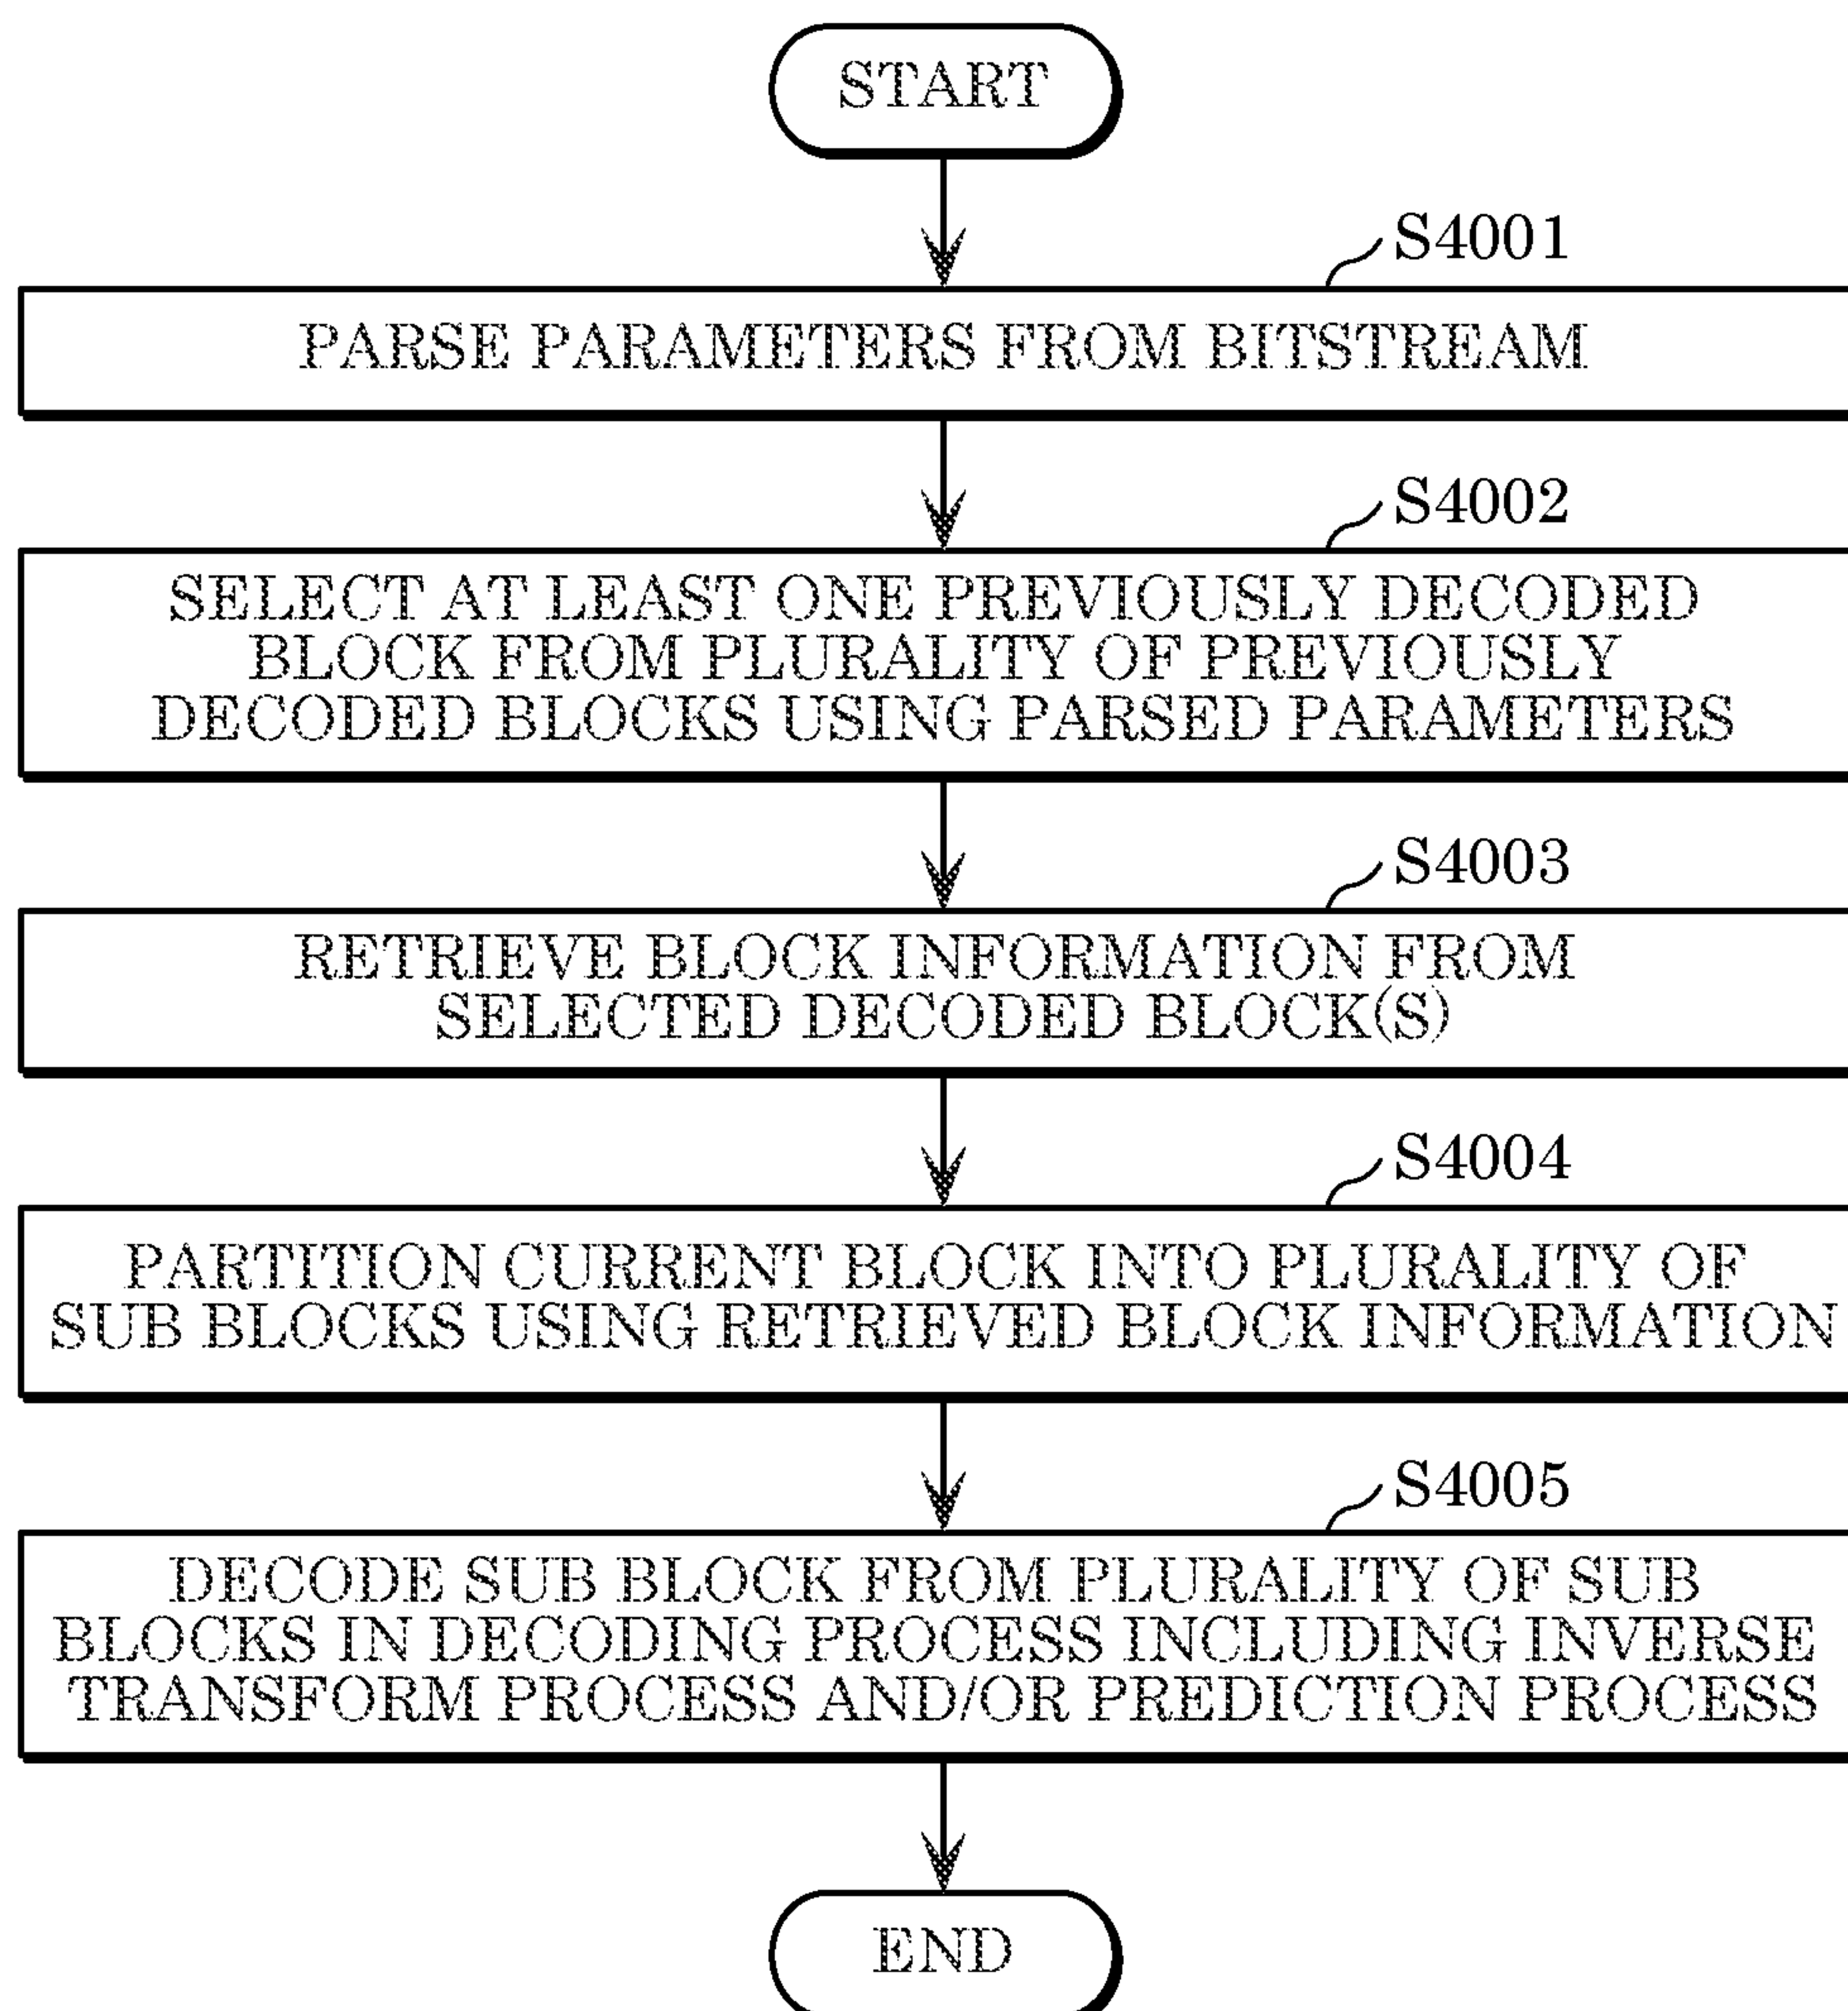 START
S4001
PARSE PARAMETERS FROM BITSTREAM
S4002
SELECT AT LEAST ONE PREVIOUSLY DECODED
BLOCK FROM PLURALITY OF PREVIOUSLY
DECODED BLOCKS USING PARSED PARAMETERS
S4003
RETRIEVE BLOCK INFORMATION FROM
SELECTED DECODED BLOCK(S)
S4004
PARTITION CURRENT BLOCK INTO PLURALITY OF
SUB BLOCKS USING RETRIEVED BLOCK INFORMATION
S4005
DECODE SUB BLOCK FROM PLURALITY OF SUB
BLOCKS IN DECODING PROCESS INCLUDING INVERSE
TRANSFORM PROCESS AND/OR PREDICTION PROCESS
END